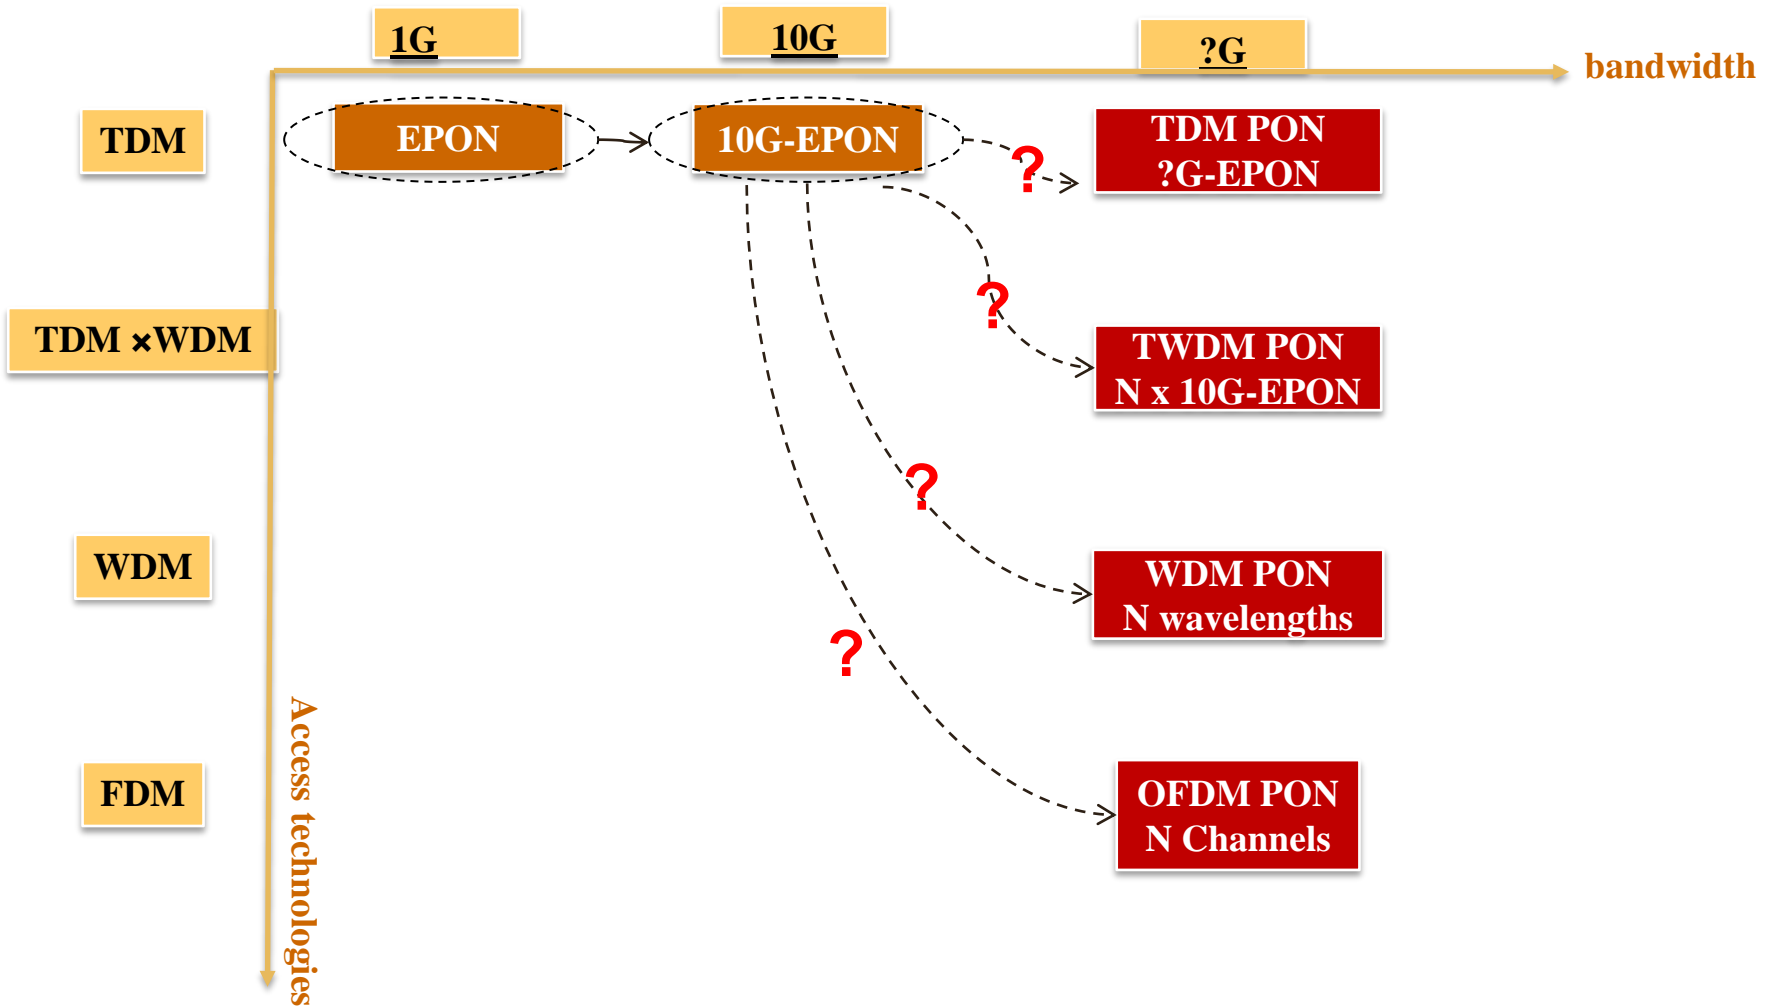 1G
10G
?G
bandwidth
TDM
EPON
10G-EPON
?
TDM PON
?G-EPON
TDM ×WDM
?
TWDM PON
N x 10G-EPON
?
WDM
WDM PON
N wavelengths
?
Access technologies
FDM
OFDM PON
N Channels